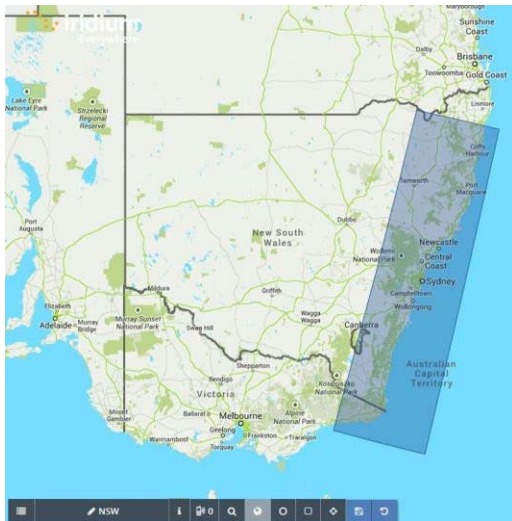 Maryborough
iridium
Everywhere
Sunshine
Coast
Dalby
Brisbane
Toowoomba
Gold Coast
Lismore
Lake Eyre
National Park
Strzelecki
Regional
Reserve
Coffs
Harbour
Tamworth
Port
Macquarie
Port
Augusta
Dubbo
New South
Wales
Wollemi
National Park
Newcastle
Central
Coast
Sydney
Campbelltown
Wollongong
Mildura
Griffith
Elizabeth
Adelaide
Murray
Bridge
Murray Sunset
National Park
Swan Hill
Wagga
Wagga
Canberra
Shepparton
Australian
Capital
Territory
Bendigo
Victoria
Kosciuszko
National Park
Mount
Gambier
Ballarat
Melbourne
Alpine
National Park
Geelong
Frankston
Traralgon
Warrnambool
Torquay
NSW
i
0